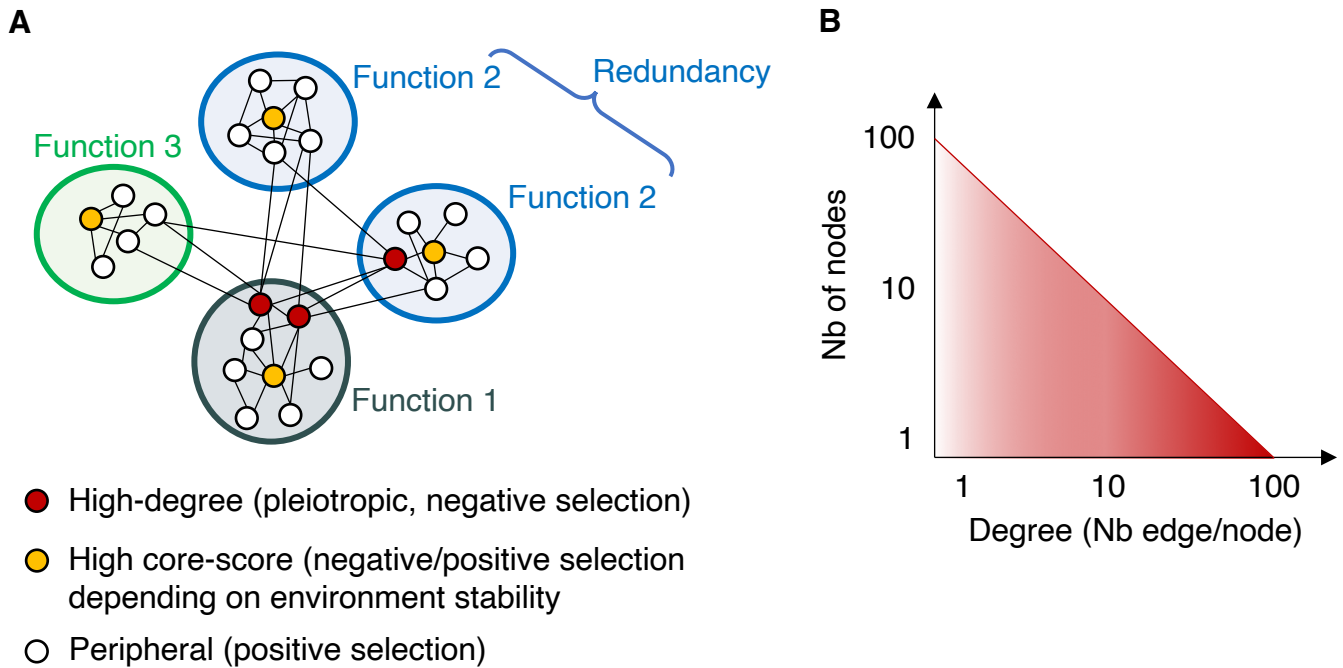 A
Function 2
Redundancy
Function 3
Function 2
Function 1
High-degree (pleiotropic, negative selection)
High core-score (negative/positive selection
depending on environment stability
Peripheral (positive selection)
B
Nb of nodes
100
10
1
1 10 100
Degree (Nb edge/node)